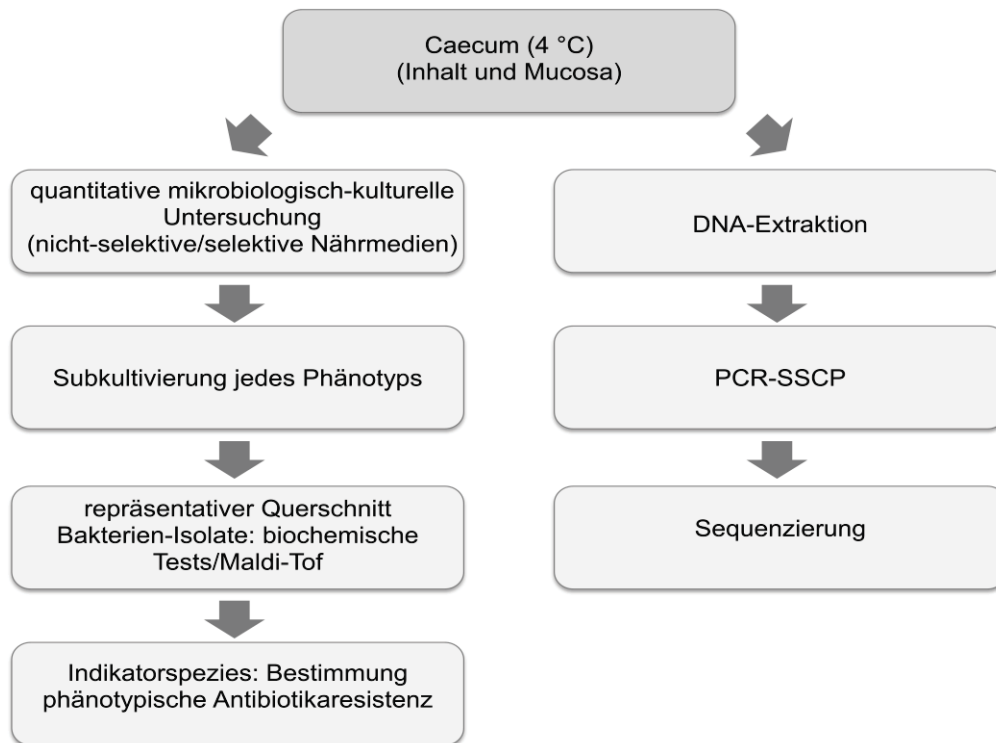 Caecum (4 °C)
(Inhalt und Mucosa)
quantitative mikrobiologisch-kulturelle
Untersuchung
(nicht-selektive/selektive Nährmedien)
Subkultivierung jedes Phänotyps
repräsentativer Querschnitt
Bakterien-Isolate: biochemische
Tests/Maldi-Tof
Indikatorspezies: Bestimmung
phänotypische Antibiotikaresistenz
DNA-Extraktion
PCR-SSCP
Sequenzierung